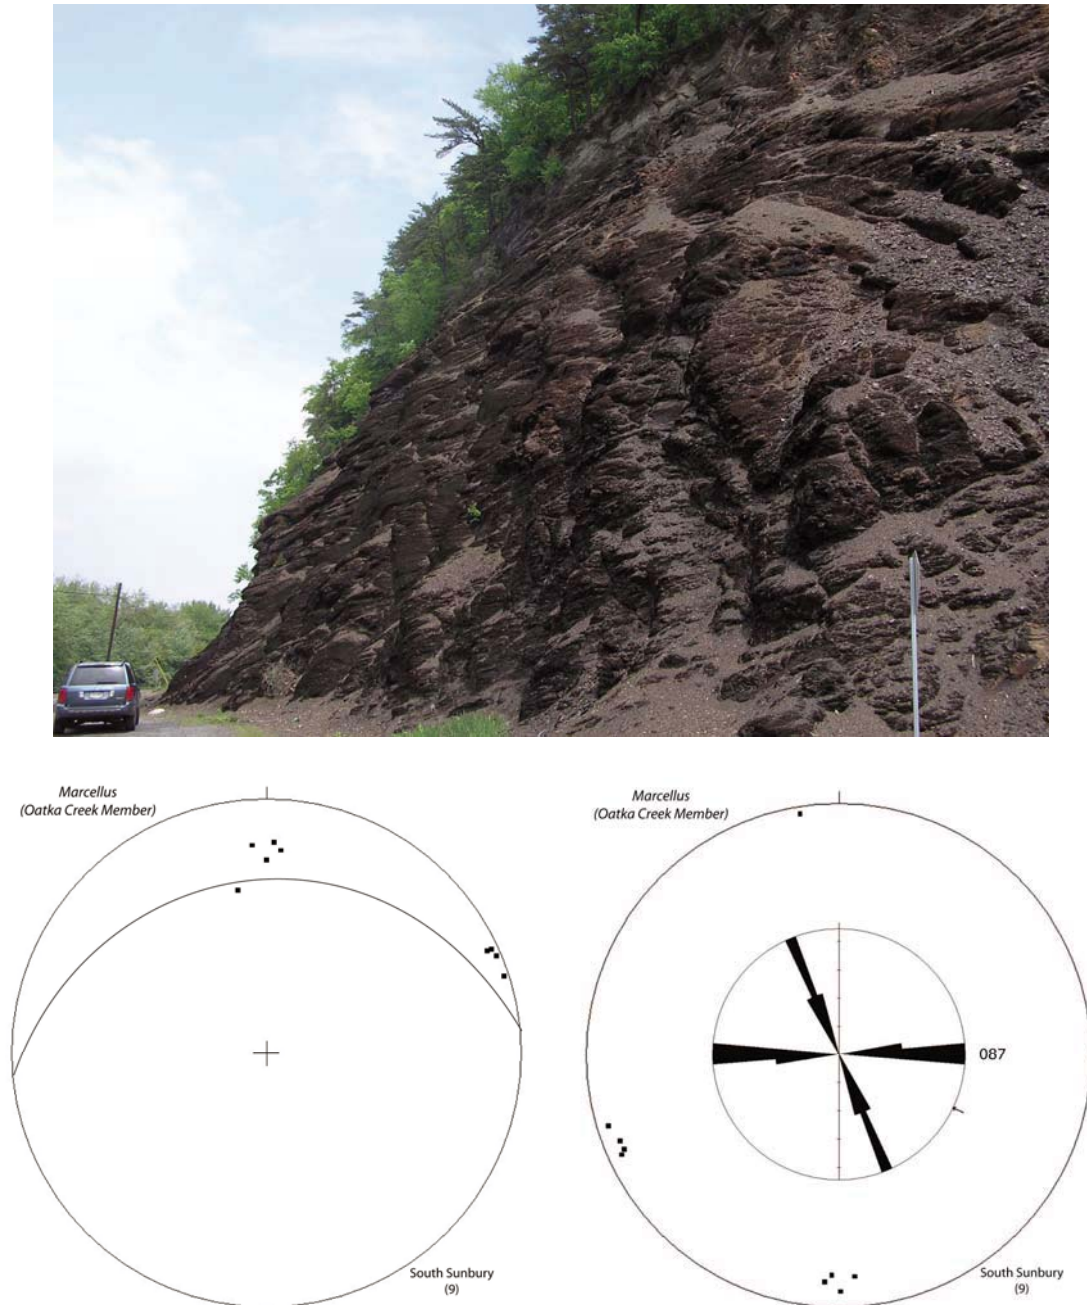 Marcellus
(Oatka Creek Member)
South Sunbury
(9)
Marcellus
(Oatka Creek Member)
087
South Sunbury
(9)